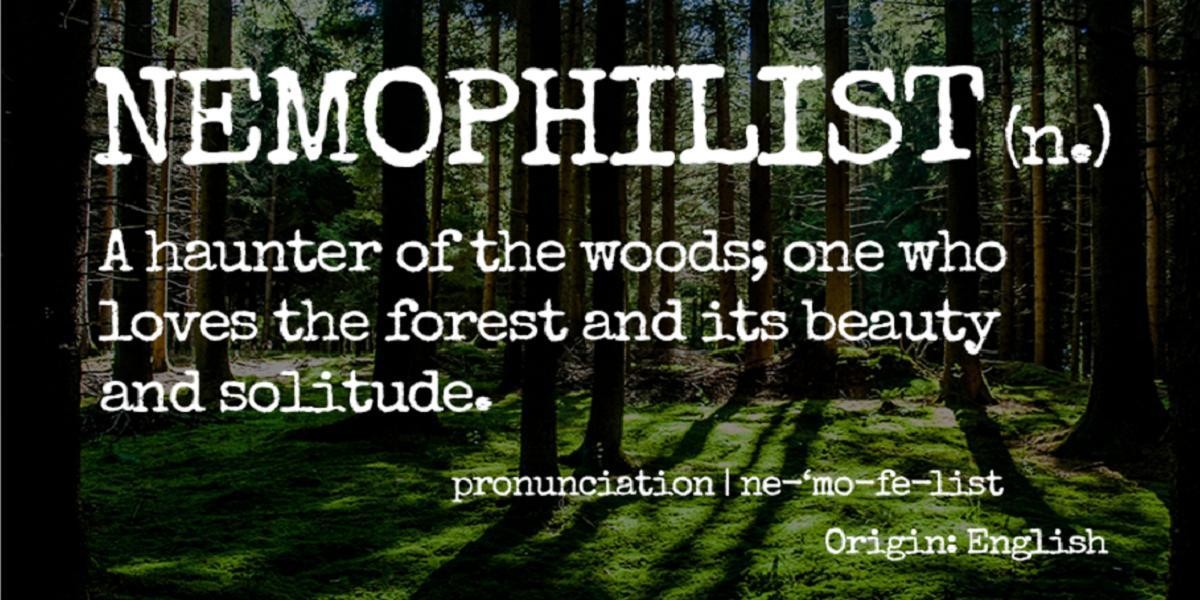 NEMOPHILIST (n.)
A haunter of the woods; one who
loves the forest and its beauty
and solitude.
pronunciation | ne-‘mo-fe-list
Origin: English